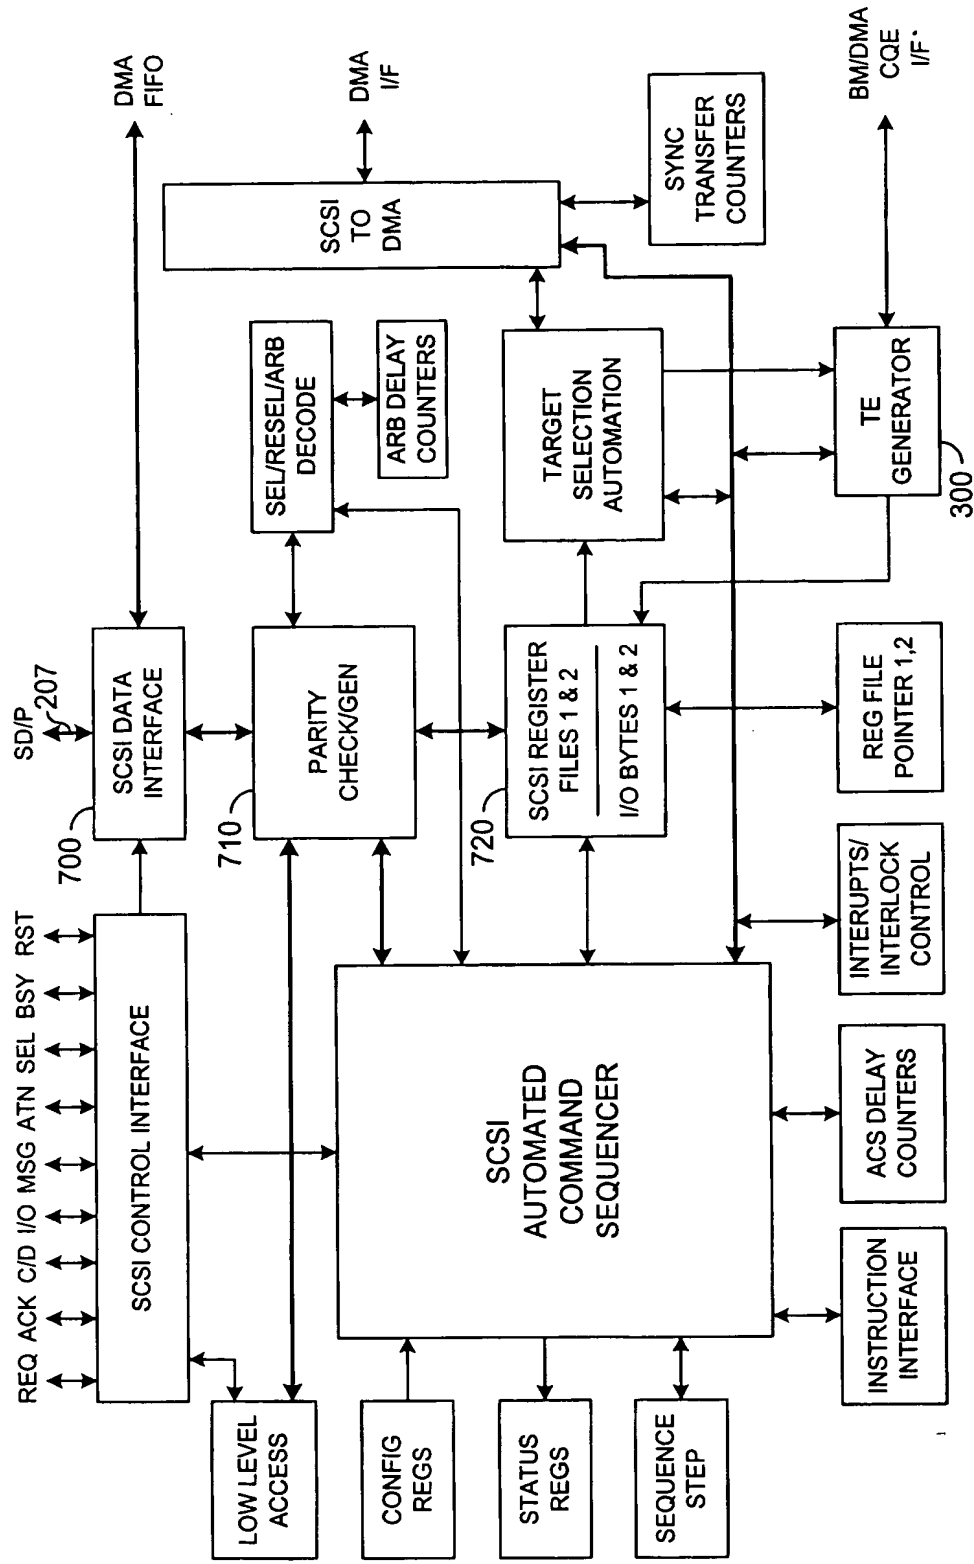 REQ ACK C/D I/O MSG ATN SEL BSY RST
SD/P
207
DMA
FIFO
SCSI CONTROL INTERFACE
700
SCSI DATA
INTERFACE
LOW LEVEL
ACCESS
710
PARITY
CHECK/GEN
SEL/RESEL/ARB
DECODE
ARB DELAY
COUNTERS
SCSI
TO
DMA
DMA
I/F
CONFIG
REGS
STATUS
REGS
SEQUENCE
STEP
SCSI
AUTOMATED
COMMAND
SEQUENCER
720
SCSI REGISTER
FILES 1 & 2
I/O BYTES 1 & 2
TARGET
SELECTION
AUTOMATION
SYNC
TRANSFER
COUNTERS
INSTRUCTION
INTERFACE
ACS DELAY
COUNTERS
INTERUPTS/
INTERLOCK
CONTROL
REG FILE
POINTER 1,2
TE
GENERATOR
300
BM/DMA
CQE
I/F